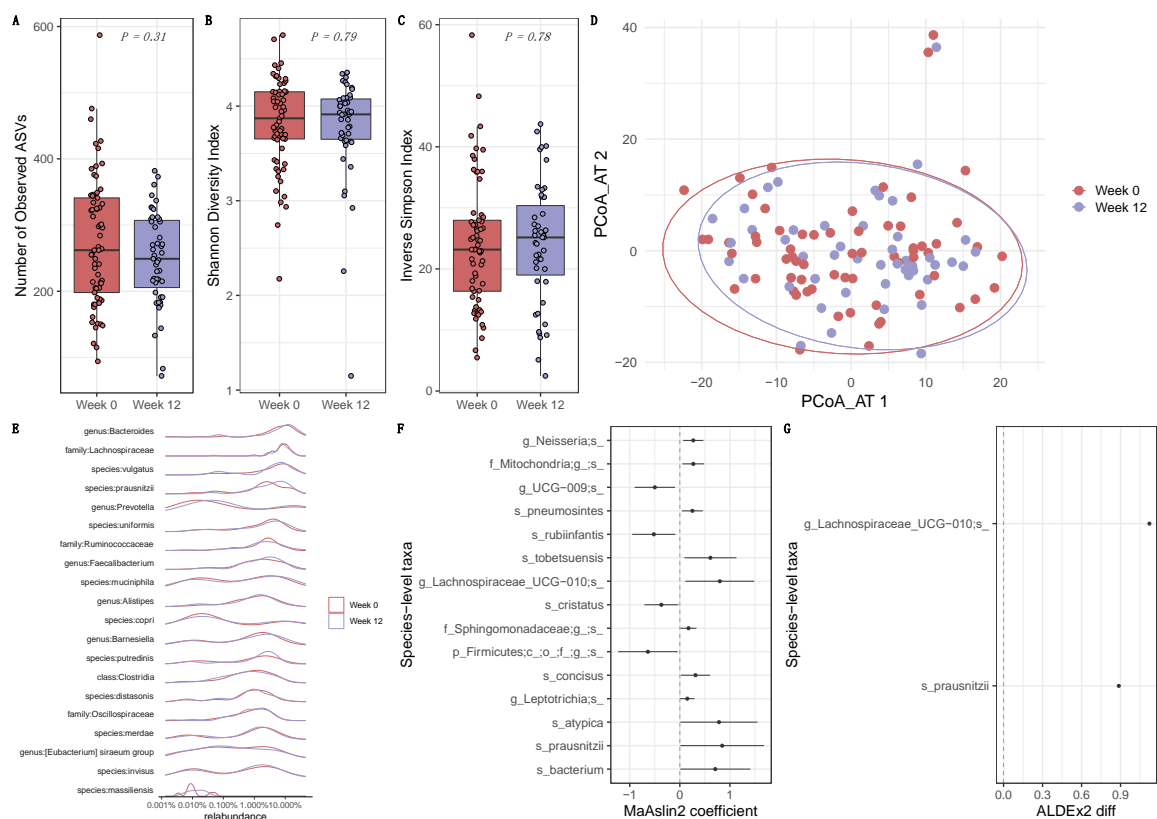 A
B
C
D
P = 0.31
P = 0.79
P = 0.78
Number of Observed ASVs
600
400
200
Week 0
Week 12
Shannon Diversity Index
4
3
2
1
Week 0
Week 12
Inverse Simpson Index
60
40
20
0
Week 0
Week 12
PCoA_AT 2
40
20
0
−20
−20
−10
0
10
20
PCoA_AT 1
Week 0
Week 12
E
genus:Bacteroides
family:Lachnospiraceae
species:vulgatus
species:prausnitzii
genus:Prevotella
species:uniformis
family:Ruminococcaceae
genus:Faecalibacterium
species:muciniphila
genus:Alistipes
species:copri
genus:Barnesiella
species:putredinis
class:Clostridia
species:distasonis
family:Oscillospiraceae
species:merdae
genus:[Eubacterium] siraeum group
species:invisus
species:massiliensis
0.001%
0.010%
0.100%
1.000%
10.000%
relabundance
Week 0
Week 12
F
Species−level taxa
g_Neisseria;s_
f_Mitochondria;g_;s_
g_UCG−009;s_
s_pneumosintes
s_rubiinfantis
s_tobetsuensis
g_Lachnospiraceae_UCG−010;s_
s_cristatus
f_Sphingomonadaceae;g_;s_
p_Firmicutes;c_;o_;f_;g_;s_
s_concisus
g_Leptotrichia;s_
s_atypica
s_prausnitzii
s_bacterium
−1
0
1
MaAslin2 coefficient
G
Species−level taxa
g_Lachnospiraceae_UCG−010;s_
s_prausnitzii
0.0
0.3
0.6
0.9
ALDEx2 diff